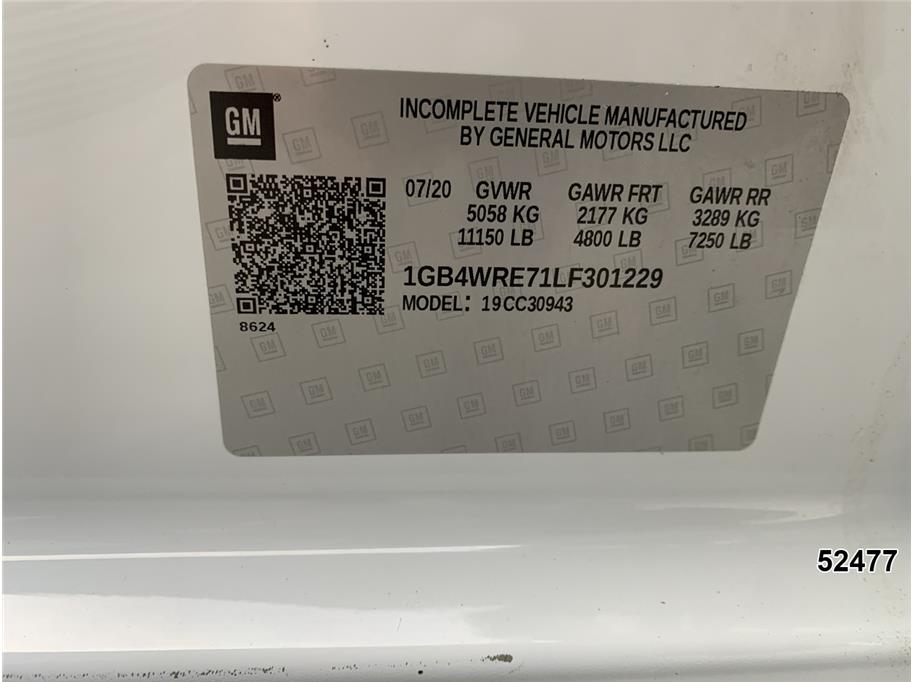 GM
INCOMPLETE VEHICLE MANUFACTURED
BY GENERAL MOTORS LLC
07/20 GVWR GAWR FRT GAWR RR
5058 KG 2177 KG 3289 KG
11150 LB 4800 LB 7250 LB
1GB4WRE71LF301229
MODEL: 19CC30943
8624
52477